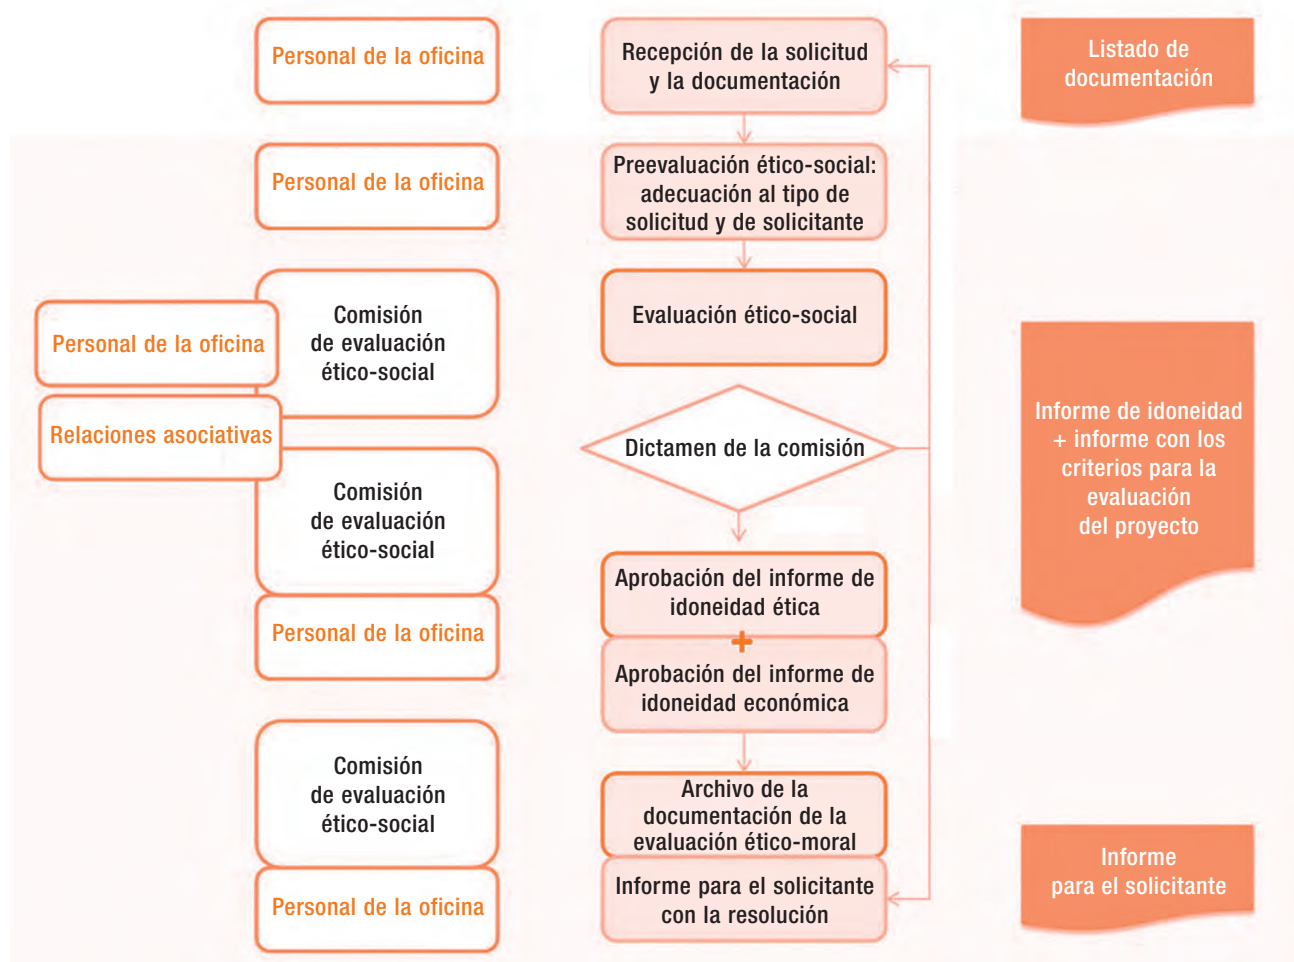 Personal de la oficina
Recepción de la solicitud
y la documentación
Listado de
documentación
Personal de la oficina
Preevaluación ético-social:
adecuación al tipo de
solicitud y de solicitante
Personal de la oficina
Relaciones asociativas
Comisión
de evaluación
ético-social
Evaluación ético-social
Dictamen de la comisión
Informe de idoneidad
+ informe con los
criterios para la
evaluación
del proyecto
Comisión
de evaluación
ético-social
Personal de la oficina
Aprobación del informe de
idoneidad ética
+
Aprobación del informe de
idoneidad económica
Comisión
de evaluación
ético-social
Personal de la oficina
Archivo de la
documentación de la
evaluación ético-moral
Informe para el solicitante
con la resolución
Informe
para el solicitante